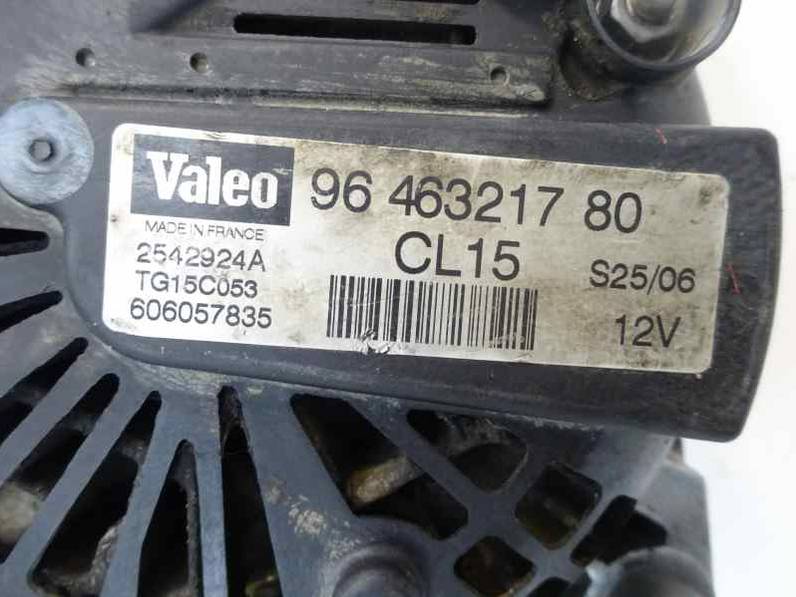 Valeo 96 463217 80
MADE IN FRANCE
2542924A CL15 S25/06
TG15C053
606057835 12V